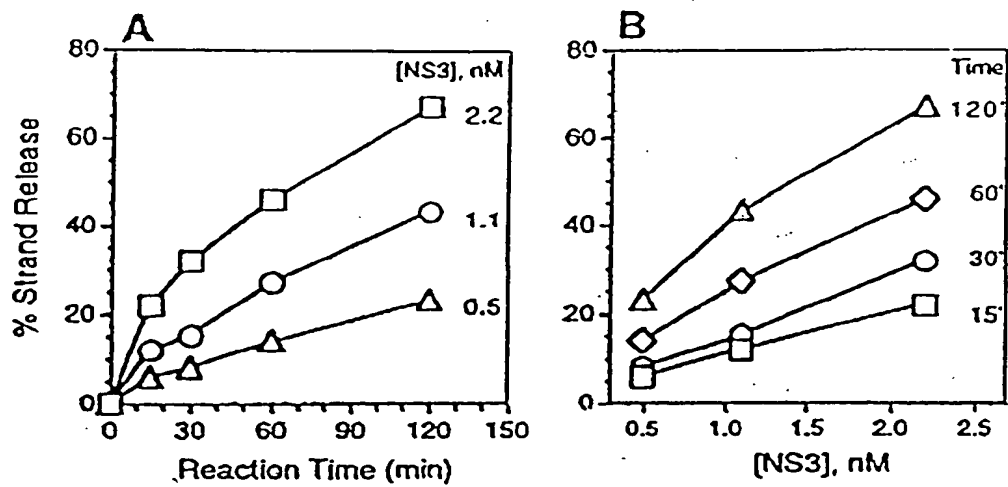 A
80
60
40
20
0
% Strand Release
[NS3], nM
2.2
1.1
0.5
0 30 60 90 120 150
Reaction Time (min)
B
80
60
40
20
0
Time
120'
60'
30'
15'
0.5 1.0 1.5 2.0 2.5
[NS3], nM